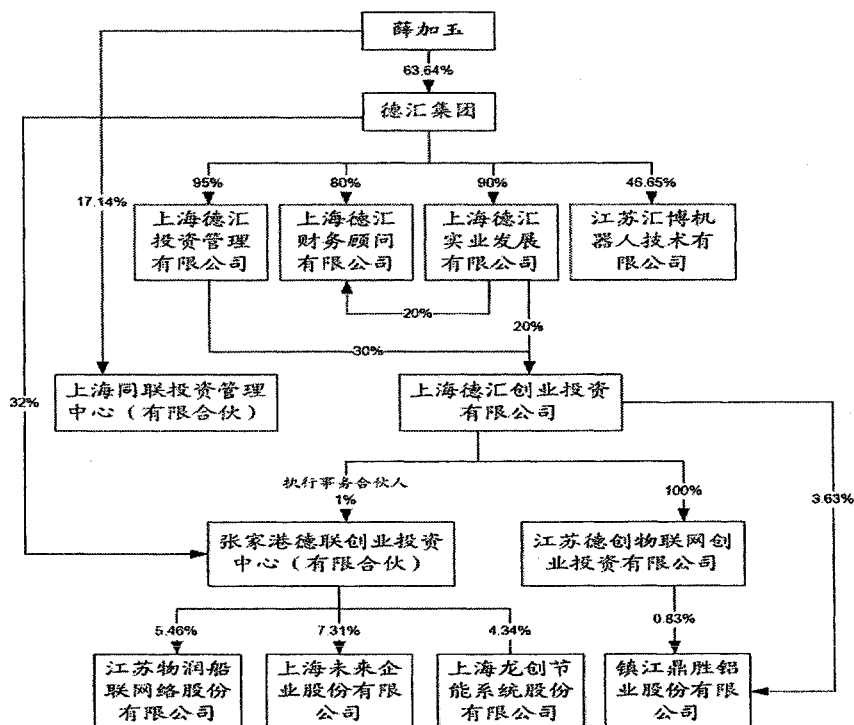 薛加玉
63.64%
德汇集团
95%
80%
90%
46.65%
17.14%
上海德汇
投资管理
有限公司
上海德汇
财务顾问
有限公司
上海德汇
实业发展
有限公司
江苏汇博机
器人技术有
限公司
20%
20%
30%
上海同联投资管理
中心（有限合伙）
上海德汇创业投资
有限公司
32%
执行事务合伙人
1%
100%
3.63%
张家港德联创业投资
中心（有限合伙）
江苏德创物联网创
业投资有限公司
5.46%
7.31%
4.34%
0.83%
江苏物润船
联网络股份
有限公司
上海未来企
业股份有限
公司
上海龙创节
能系统股份
有限公司
镇江鼎胜铝
业股份有限
公司